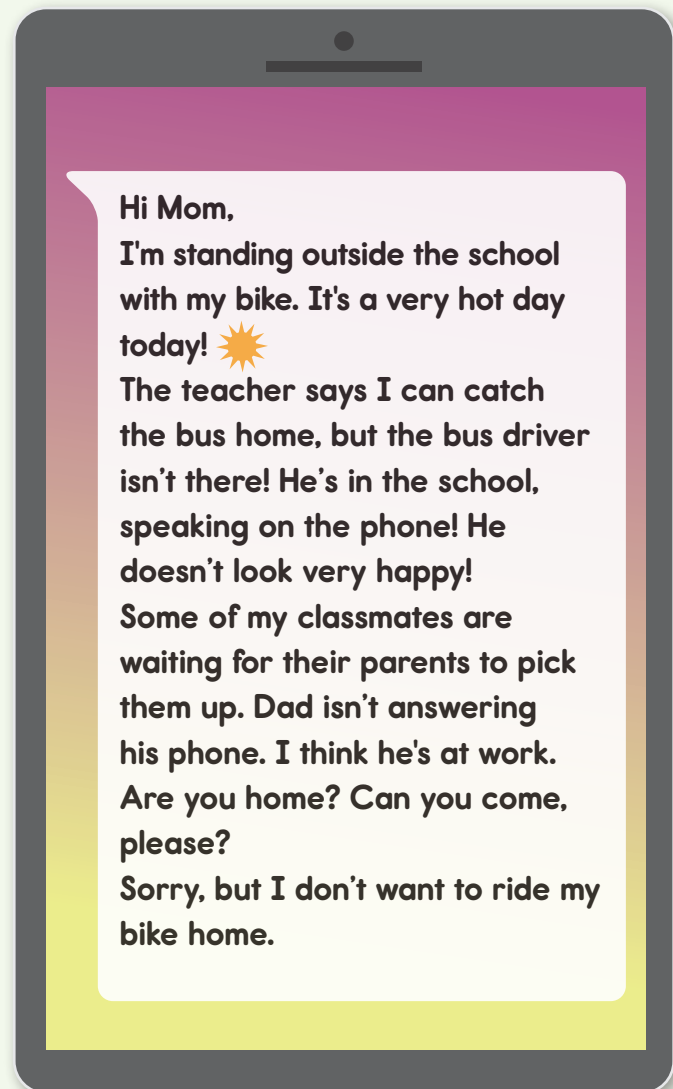 Hi Mom,
I'm standing outside the school
with my bike. It's a very hot day
today!
The teacher says I can catch
the bus home, but the bus driver
isn’t there! He’s in the school,
speaking on the phone! He
doesn’t look very happy!
Some of my classmates are
waiting for their parents to pick
them up. Dad isn’t answering
his phone. I think he's at work.
Are you home? Can you come,
please?
Sorry, but I don’t want to ride my
bike home.